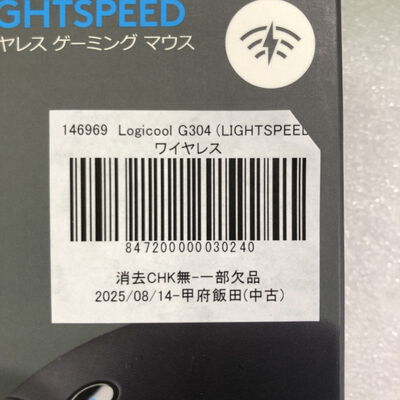 GHTSPEED
ヤレス ゲーミング マウス
146969 Logicool G304 (LIGHTSPEED
ワイヤレス
847200000030240
消去CHK無-一部欠品
2025/08/14-甲府飯田(中古)